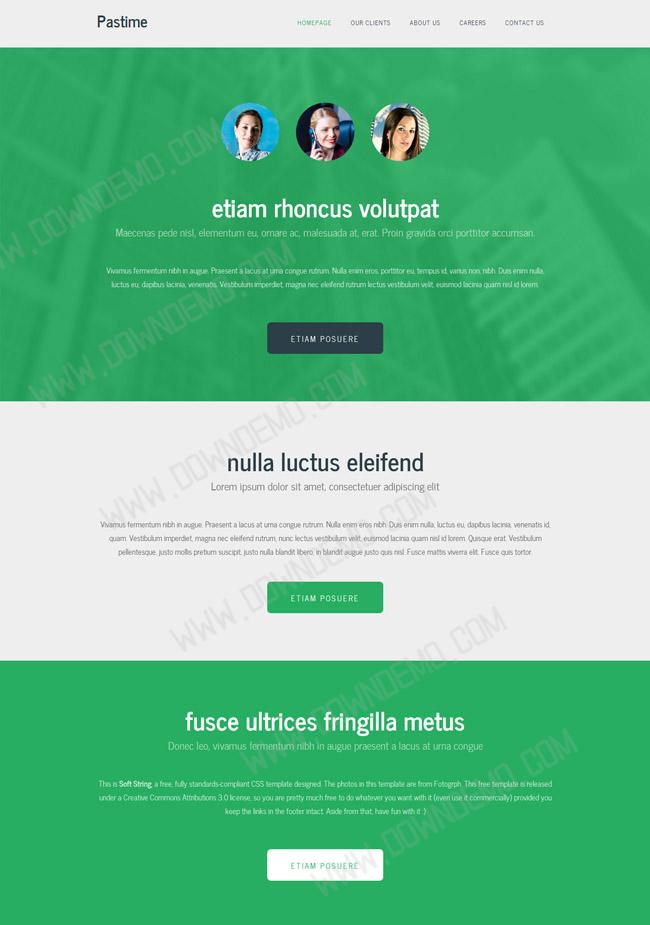 Pastime
HOMEPAGE OUR CLIENTS ABOUT US CAREERS CONTACT US
etiam rhoncus volutpat
Maecenas pede nisl, elementum eu, ornare ac, malesuada at, erat. Proin gravida orci porttitor accumsan.
Vivamus fermentum nibh in augue. Praesent a lacus at urna congue rutrum. Nulla enim eros, porttitor eu, tempus id, varius non, nibh. Duis enim nulla,
luctus eu, dapibus lacinia, venenatis. Vestibulum imperdiet, magna nec eleifend rutrum lectus vestibulum velit, euismod lacinia quam nisl id lorem.
ETIAM POSUERE
nulla luctus eleifend
Lorem ipsum dolor sit amet, consectetuer adipiscing elit
Vivamus fermentum nibh in augue. Praesent a lacus at urna congue rutrum. Nulla enim eros nibh. Duis enim nulla, luctus eu, dapibus lacinia, venenatis id,
quam. Vestibulum imperdiet, magna nec eleifend rutrum, nunc lectus vestibulum velit, euismod lacinia quam nisl id lorem. Quisque erat. Vestibulum
pellentesque, justo mollis pretium suscipit, justo nulla blandit libero, in blandit augue justo quis nisl. Fusce mattis viverra elit. Fusce quis tortor.
ETIAM POSUERE
fusce ultrices fringilla metus
Donec leo, vivamus fermentum nibh in augue praesent a lacus at urna congue
This is Soft String, a free, fully standards-compliant CSS template designed. The photos in this template are from Fotogrph. This free template is released
under a Creative Commons Attributions 3.0 license, so you are pretty much free to do whatever you want with it (even use it commercially) provided you
keep the links in the footer intact. Aside from that, have fun with it :)
ETIAM POSUERE
WWW.DOWNDEMO.COM
WWW.DOWNDEMO.COM
WWW.DOWNDEMO.COM
WWW.DOWNDEMO.COM
WWW.DOWNDEMO.COM
WWW.DOWNDEMO.COM